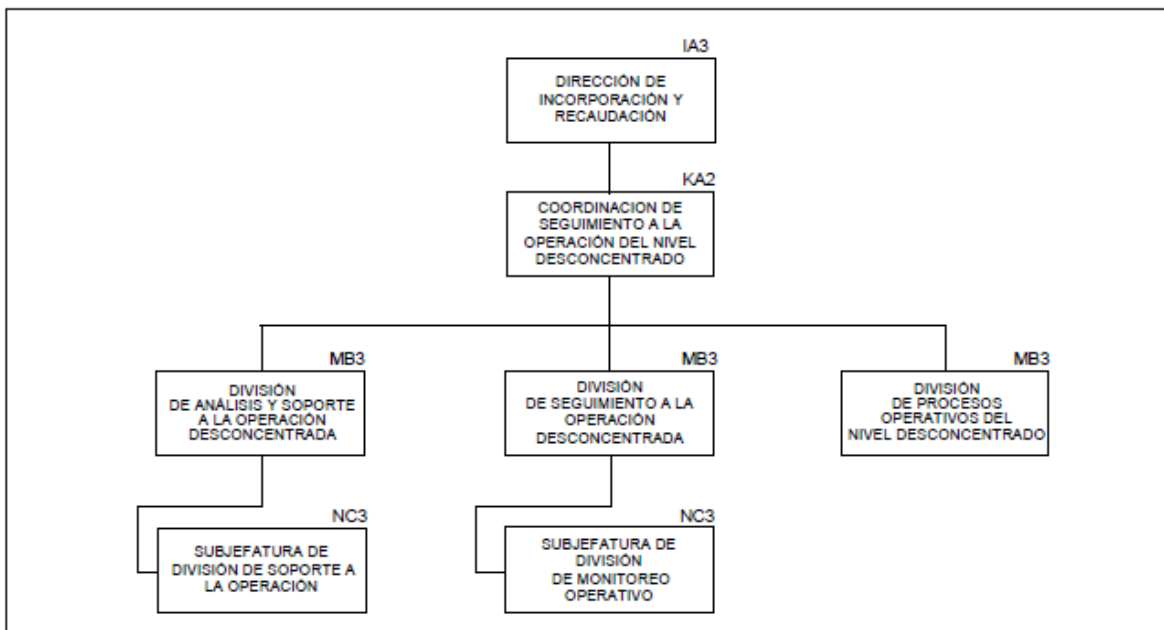 IA3
DIRECCIÓN DE
INCORPORACIÓN Y
RECAUDACIÓN
KA2
COORDINACION DE
SEGUIMIENTO A LA
OPERACIÓN DEL NIVEL
DESCONCENTRADO
MB3
DIVISIÓN
DE ANÁLISIS Y SOPORTE
A LA OPERACIÓN
DESCONCENTRADA
MB3
DIVISIÓN
DE SEGUIMIENTO A LA
OPERACIÓN
DESCONCENTRADA
MB3
DIVISIÓN
DE PROCESOS
OPERATIVOS DEL
NIVEL DESCONCENTRADO
NC3
SUBJEFATURA DE
DIVISIÓN DE SOPORTE A
LA OPERACIÓN
NC3
SUBJEFATURA DE
DIVISIÓN
DE MONITOREO
OPERATIVO